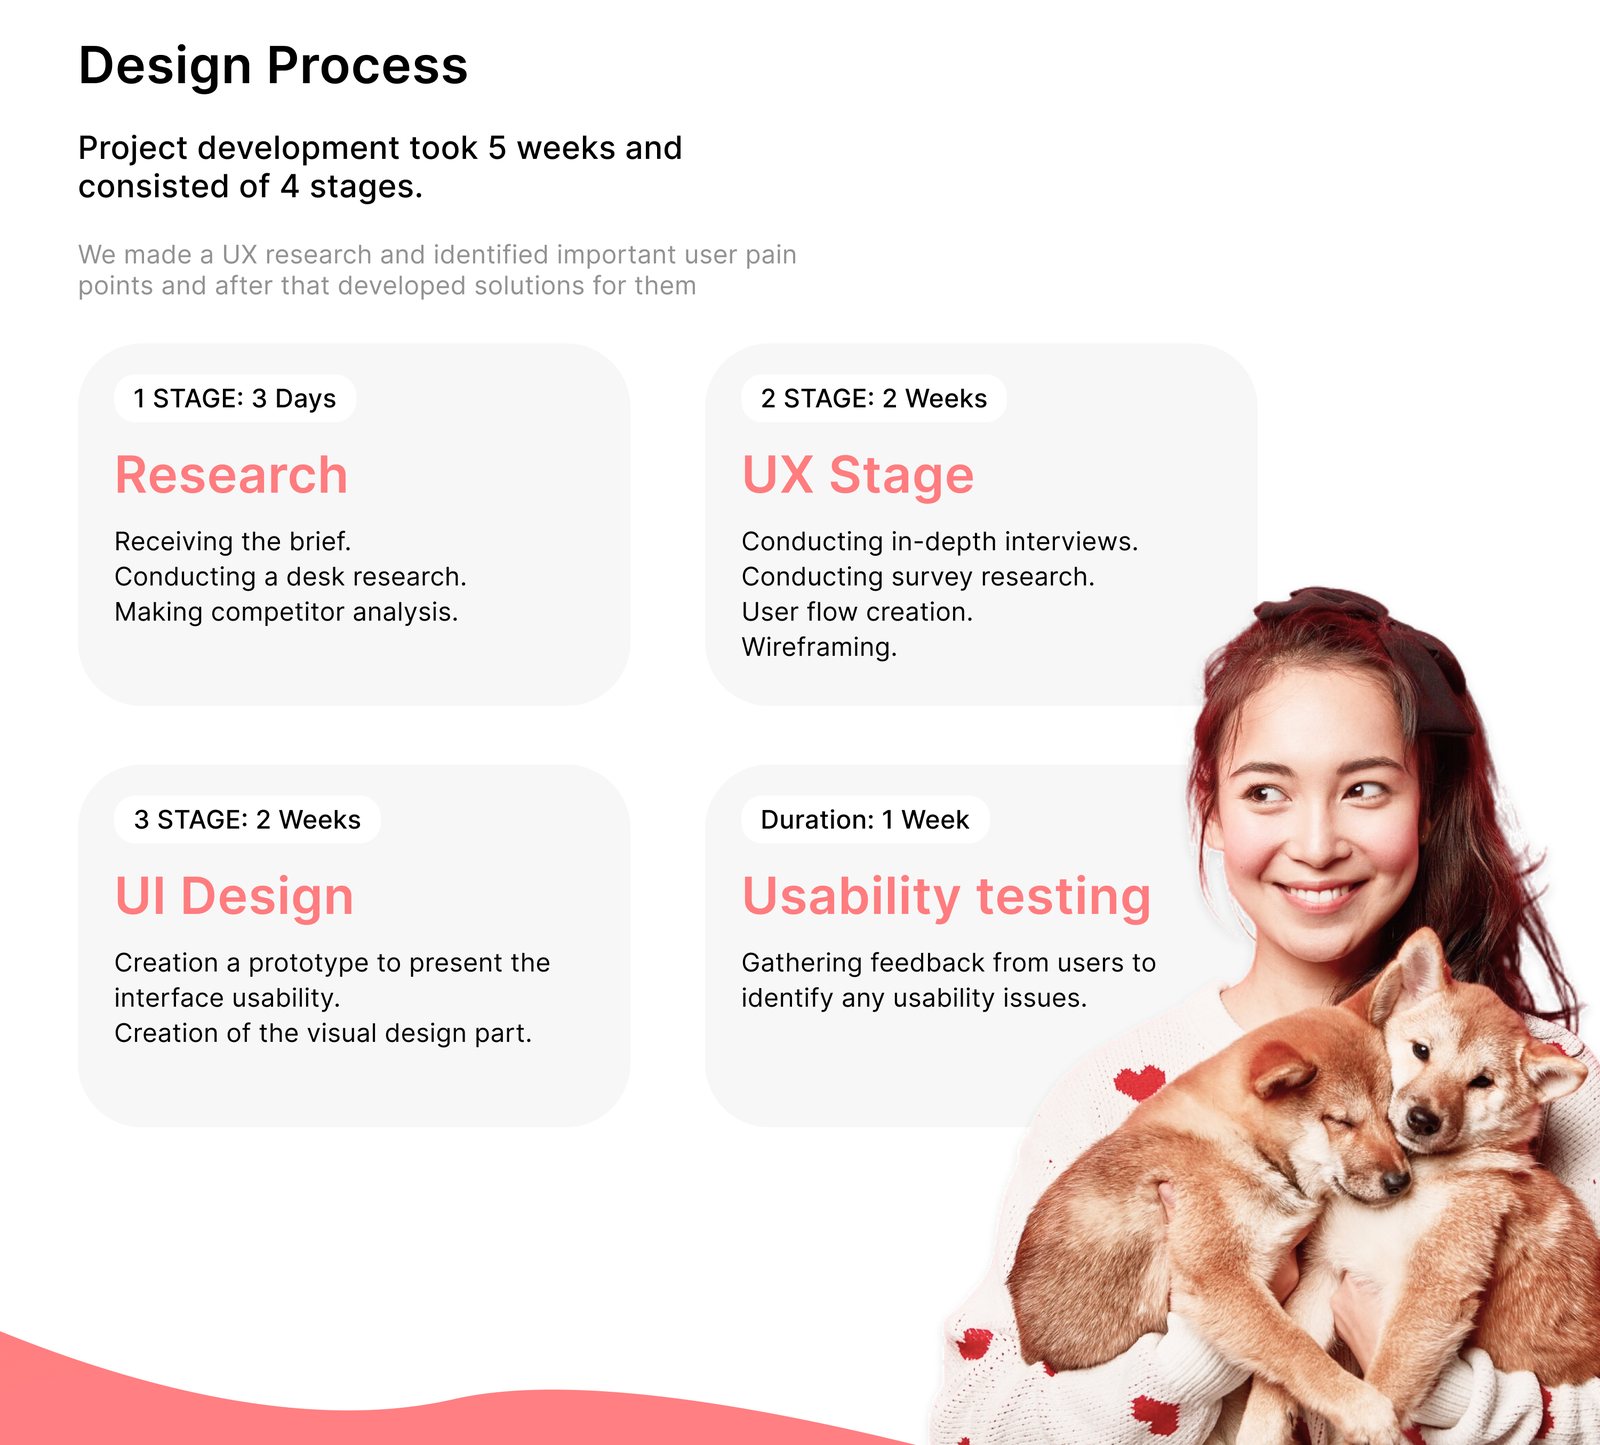 Design Process
Project development took 5 weeks and
consisted of 4 stages.
We made a UX research and identified important user pain
points and after that developed solutions for them
1 STAGE: 3 Days
Research
Receiving the brief.
Conducting a desk research.
Making competitor analysis.
2 STAGE: 2 Weeks
UX Stage
Conducting in-depth interviews.
Conducting survey research.
User flow creation.
Wireframing.
3 STAGE: 2 Weeks
UI Design
Creation a prototype to present the
interface usability.
Creation of the visual design part.
Duration: 1 Week
Usability testing
Gathering feedback from users to
identify any usability issues.